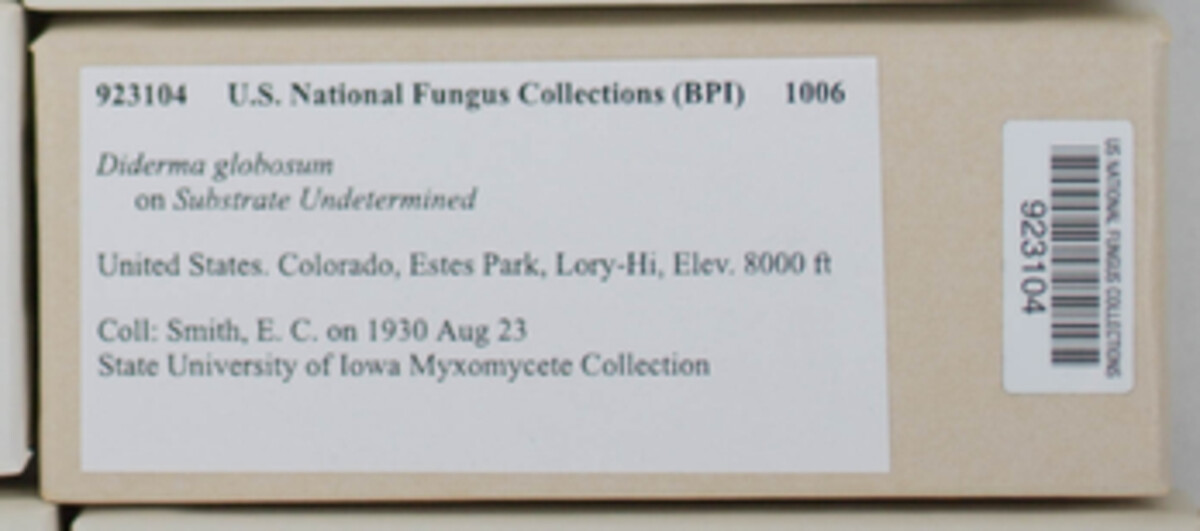 923104 U.S. National Fungus Collections (BPI) 1006
Diderma globosum
on Substrate Undetermined
United States. Colorado, Estes Park, Lory-Hi, Elev. 8000 ft
Coll: Smith, E. C. on 1930 Aug 23
State University of Iowa Myxomycete Collection
US NATIONAL FUNGUS COLLECTIONS
923104